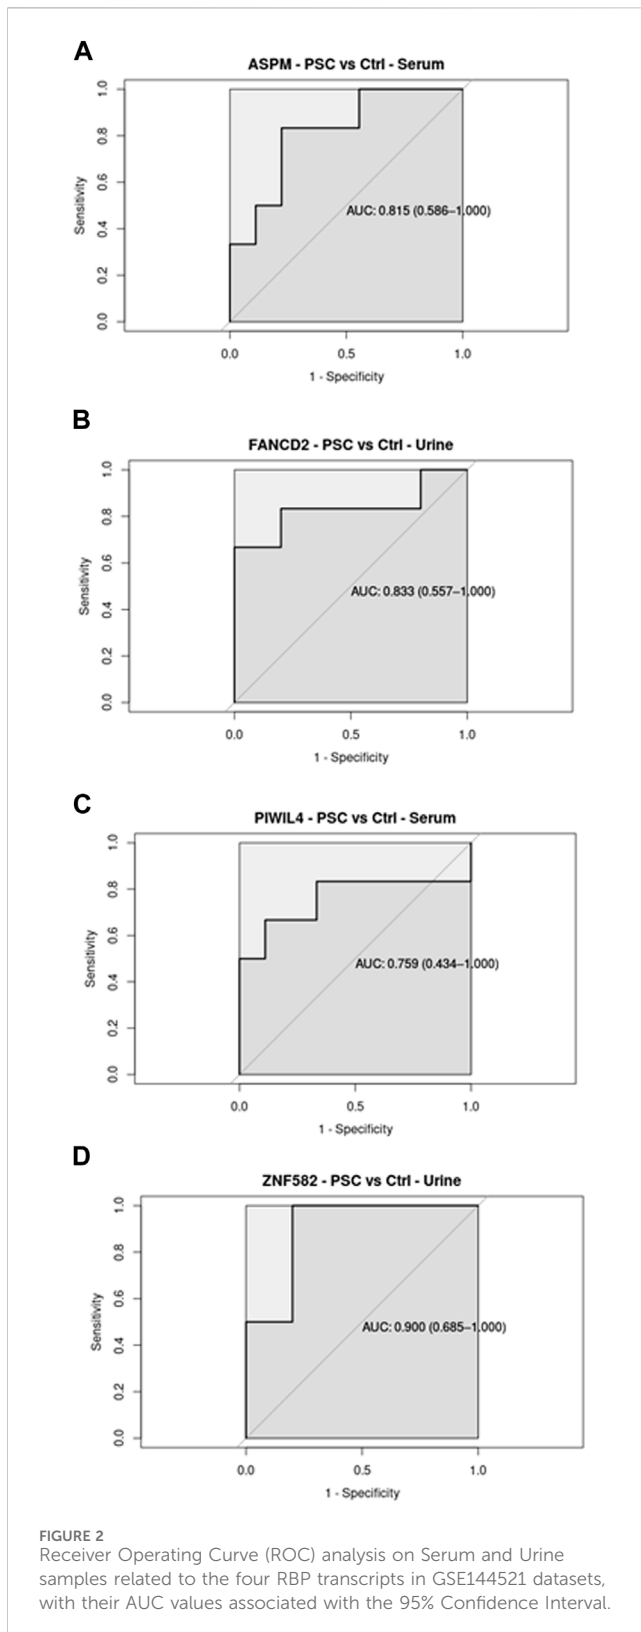 A
ASPM - PSC vs Ctrl - Serum
1.0
0.8
0.6
0.4
0.2
0.0
Sensitivity
AUC: 0.815 (0.586–1.000)
0.0 0.5 1.0
1 - Specificity
B
FANCD2 - PSC vs Ctrl - Urine
1.0
0.8
0.6
0.4
0.2
0.0
Sensitivity
AUC: 0.833 (0.557–1.000)
0.0 0.5 1.0
1 - Specificity
C
PIWIL4 - PSC vs Ctrl - Serum
1.0
0.8
0.6
0.4
0.2
0.0
Sensitivity
AUC: 0.759 (0.434–1.000)
0.0 0.5 1.0
1 - Specificity
D
ZNF582 - PSC vs Ctrl - Urine
1.0
0.8
0.6
0.4
0.2
0.0
Sensitivity
AUC: 0.900 (0.685–1.000)
0.0 0.5 1.0
1 - Specificity
FIGURE 2
Receiver Operating Curve (ROC) analysis on Serum and Urine
samples related to the four RBP transcripts in GSE144521 datasets,
with their AUC values associated with the 95% Confidence Interval.